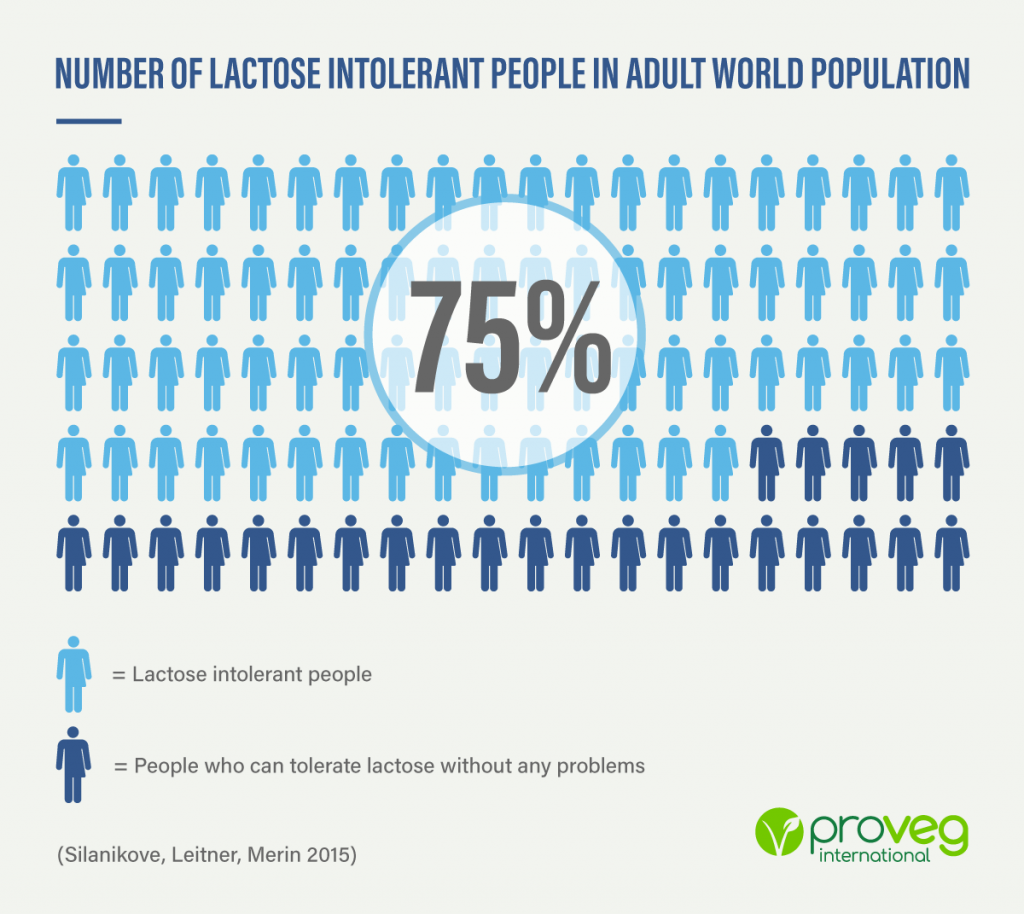 NUMBER OF LACTOSE INTOLERANT PEOPLE IN ADULT WORLD POPULATION
75%
= Lactose intolerant people
= People who can tolerate lactose without any problems
(Silanikove, Leitner, Merin 2015)
proveg
international